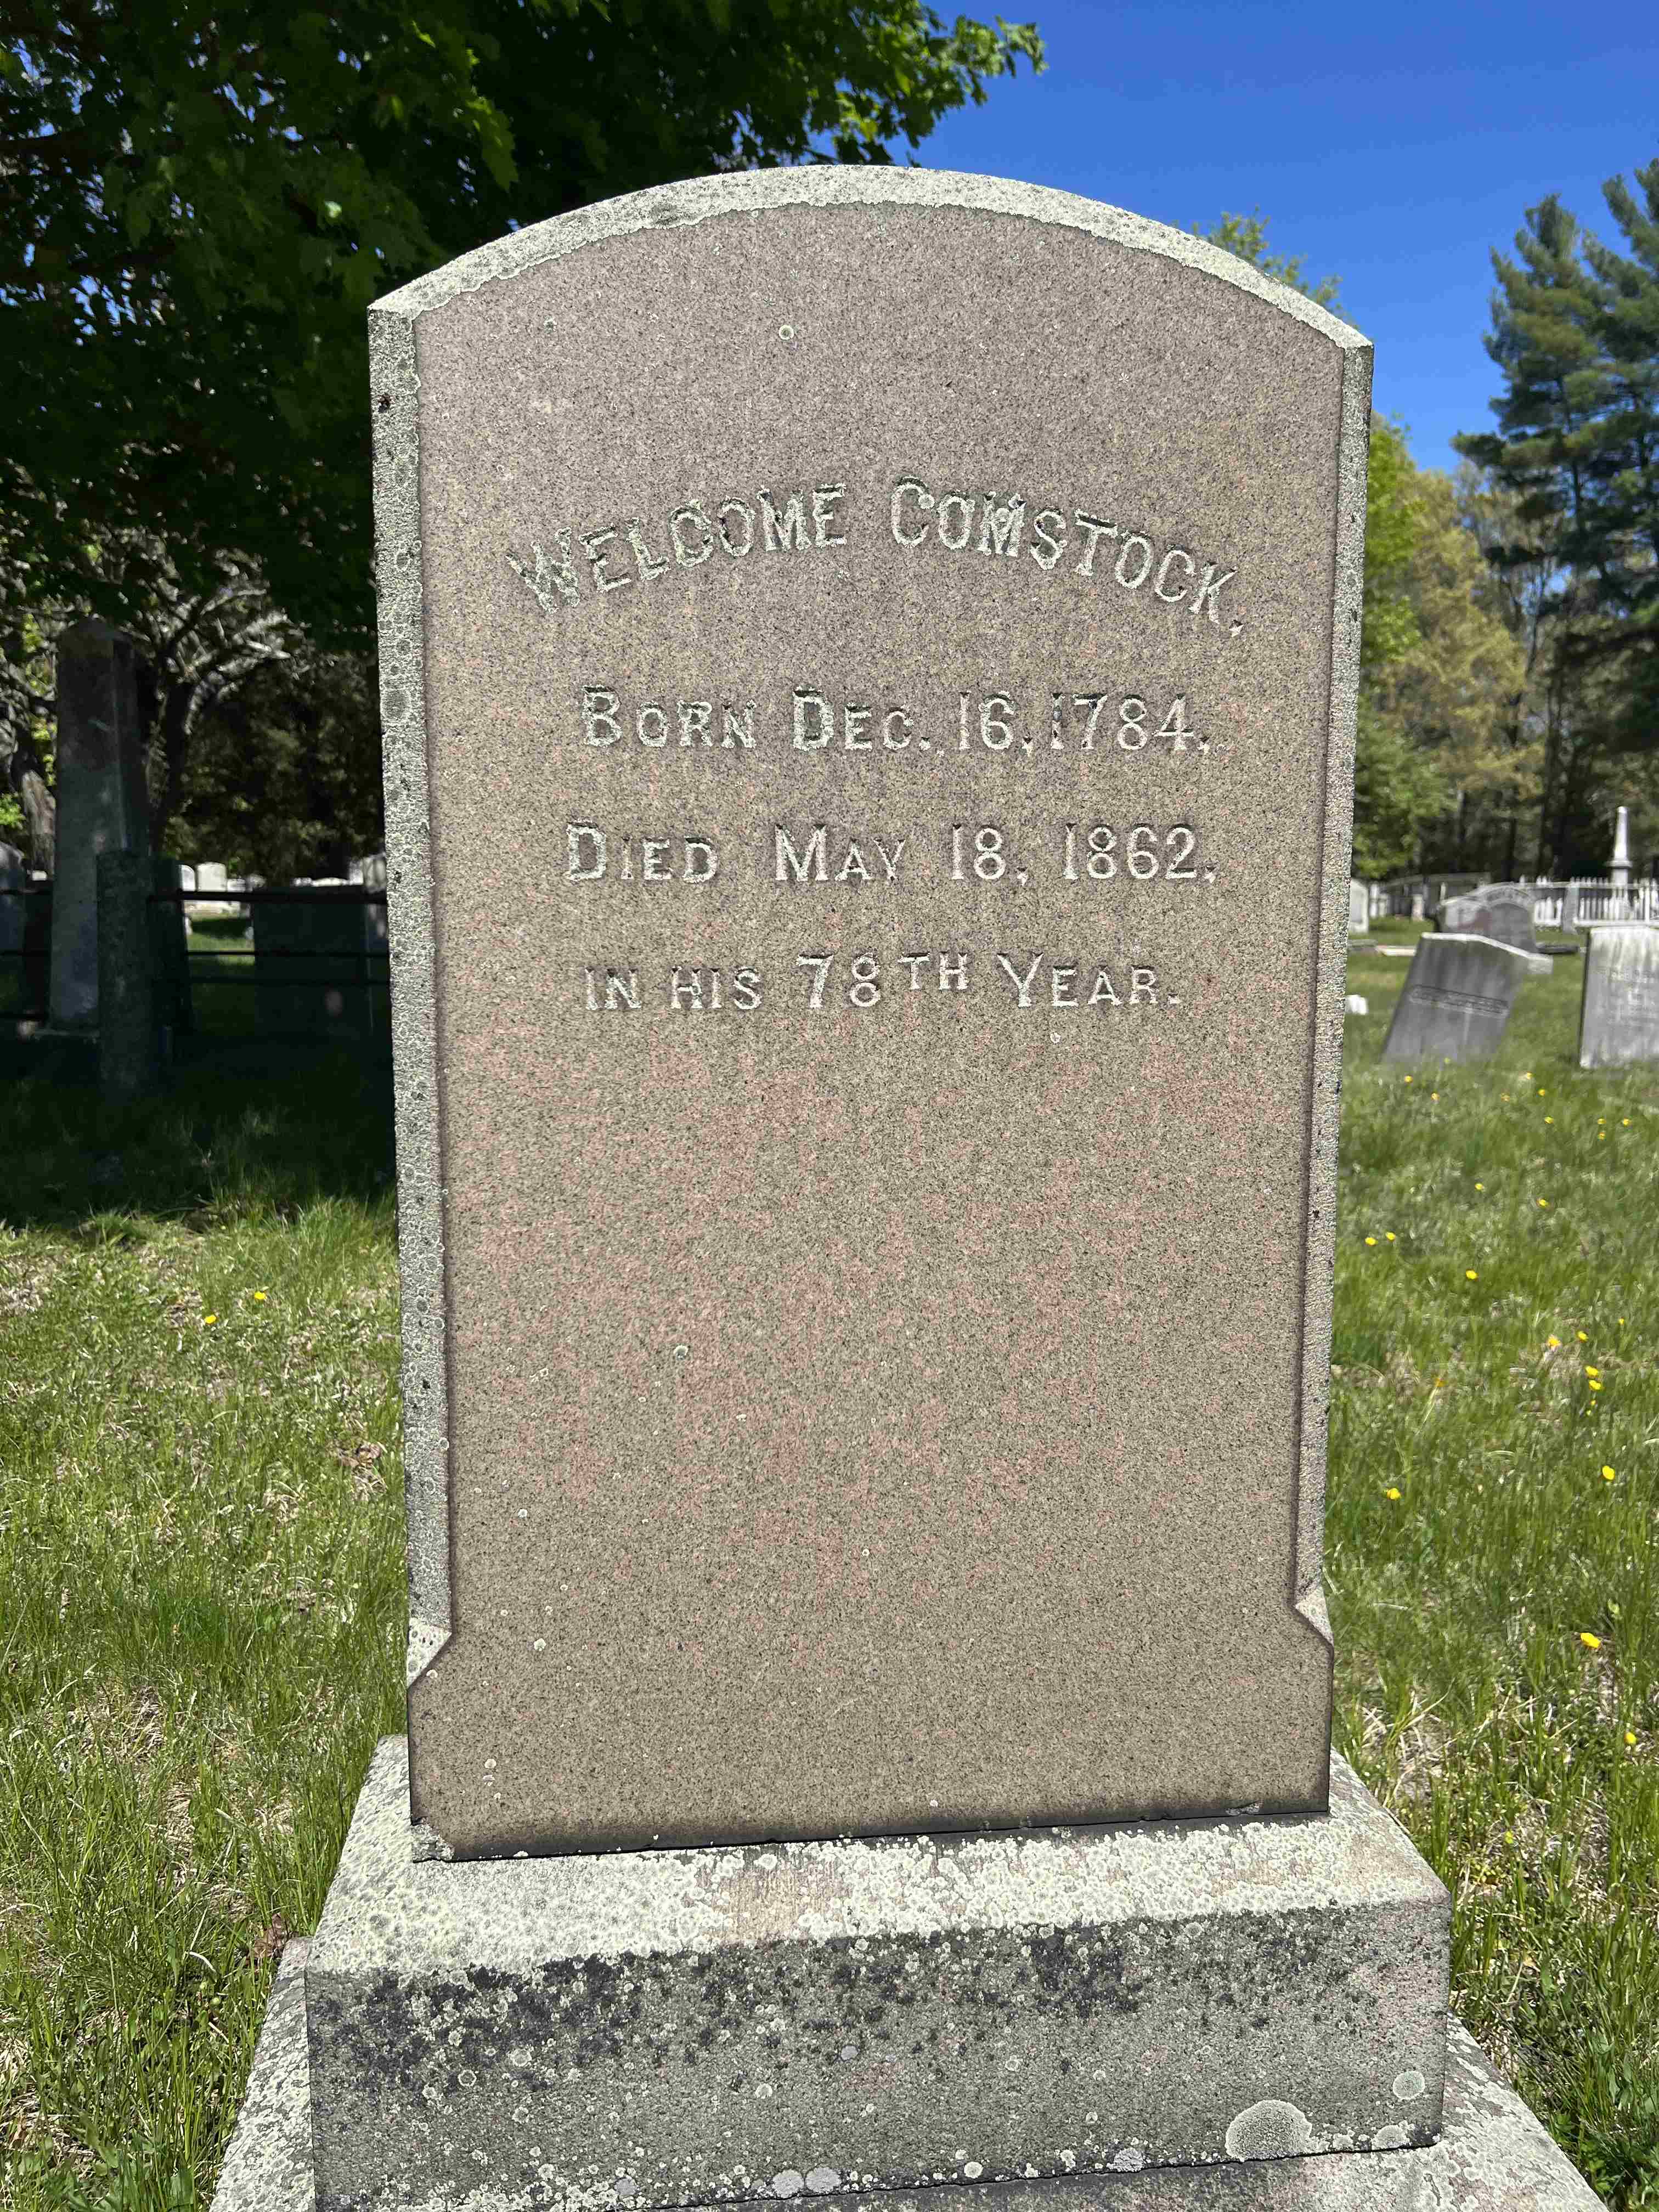 WELCOME COMSTOCK,
BORN DEC. 16, 1784,
DIED MAY 18, 1862,
IN HIS 78TH YEAR.